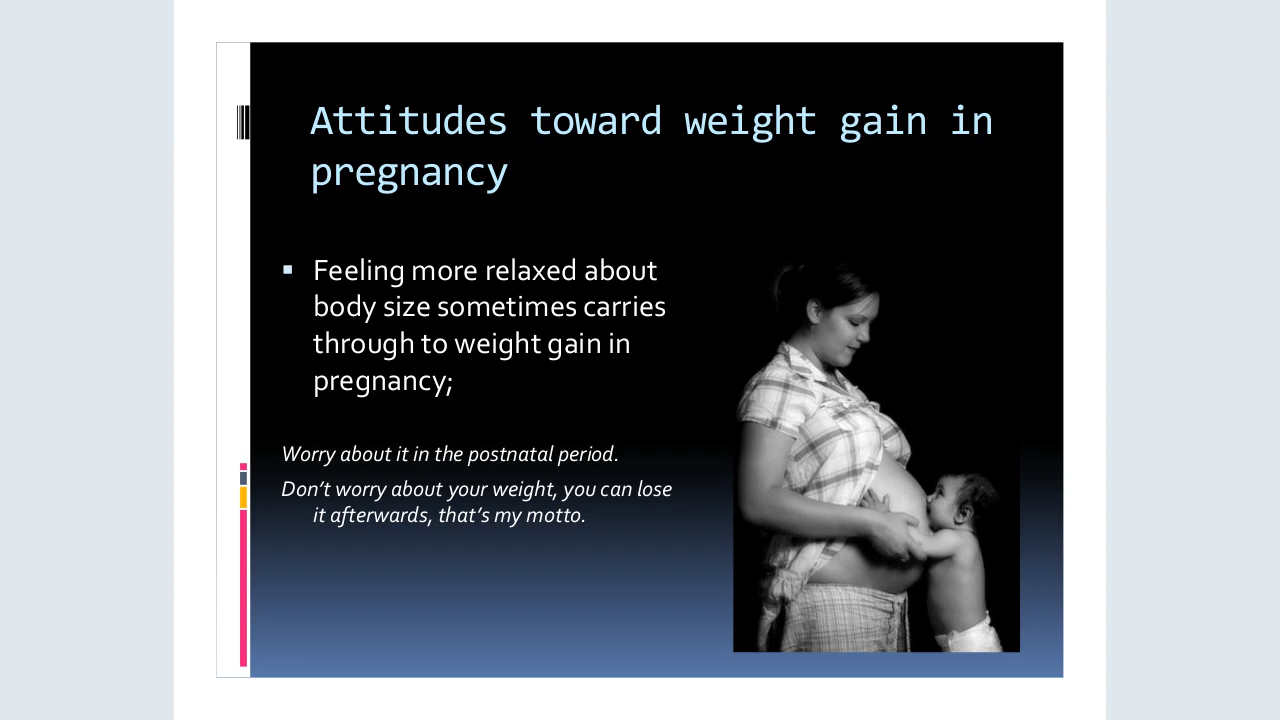 Attitudes toward weight gain in
pregnancy
Feeling more relaxed about
body size sometimes carries
through to weight gain in
pregnancy;
Worry about it in the postnatal period.
Don’t worry about your weight, you can lose
it afterwards, that’s my motto.